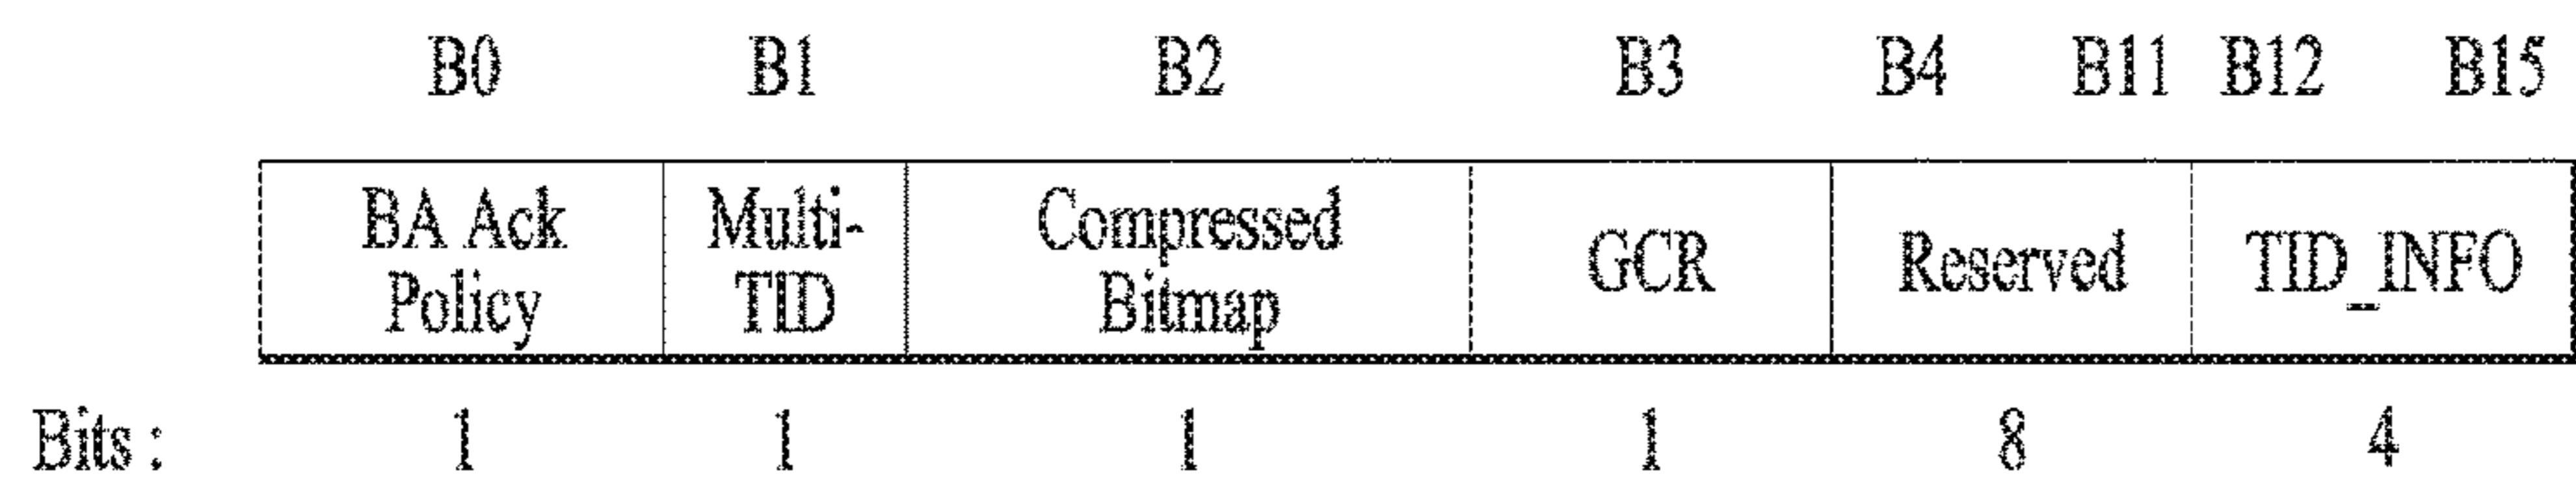 B0 B1 B2 B3 B4 B11 B12 B15
BA Ack Policy Multi-TID Compressed Bitmap GCR Reserved TID_INFO
Bits : 1 1 1 1 8 4